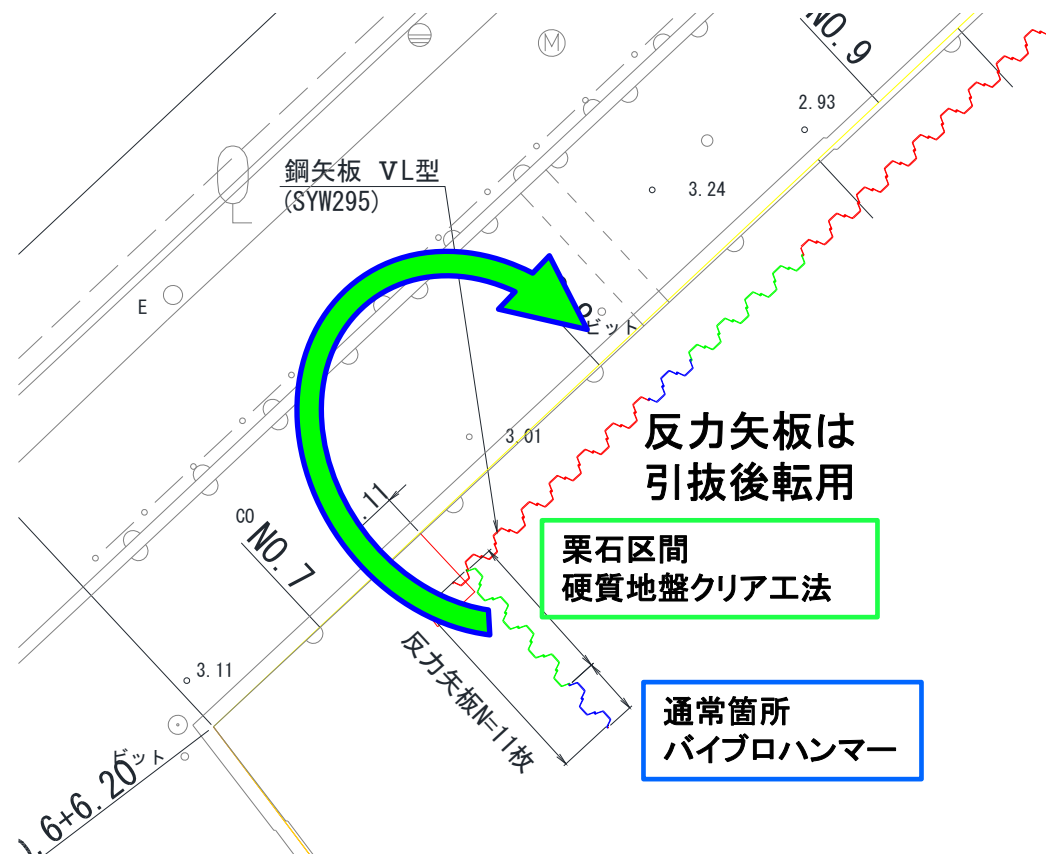 NO.9
2.93
M
鋼矢板 ⅤL型
(SYW295)
3.24
E
ピット
3.01
反力矢板は
引抜後転用
.11
CO
NO.7
栗石区間
硬質地盤クリア工法
反力矢板N=11枚
3.11
通常箇所
バイブロハンマー
ピット
.6+6.20